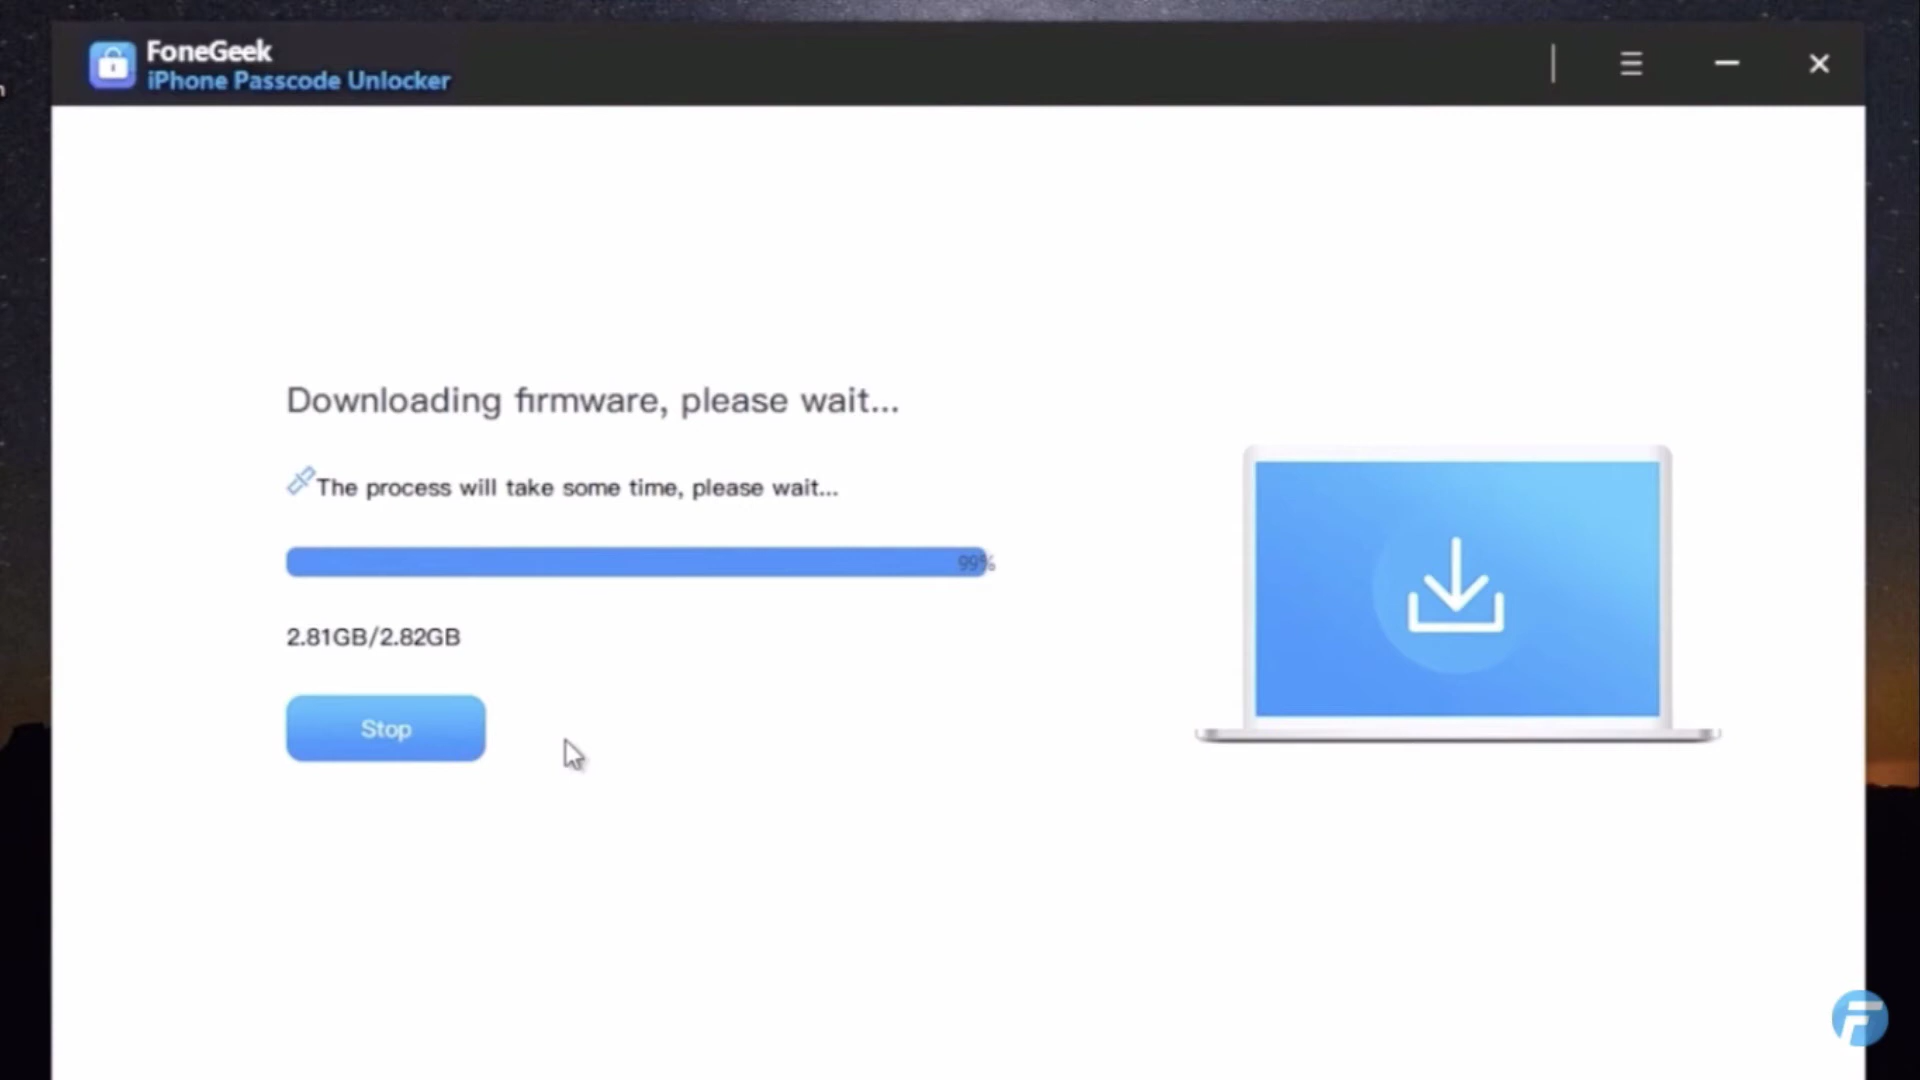 FoneGeek
iPhone Passcode Unlocker
Downloading firmware, please wait...
The process will take some time, please wait...
99%
2.81GB/2.82GB
Stop
F